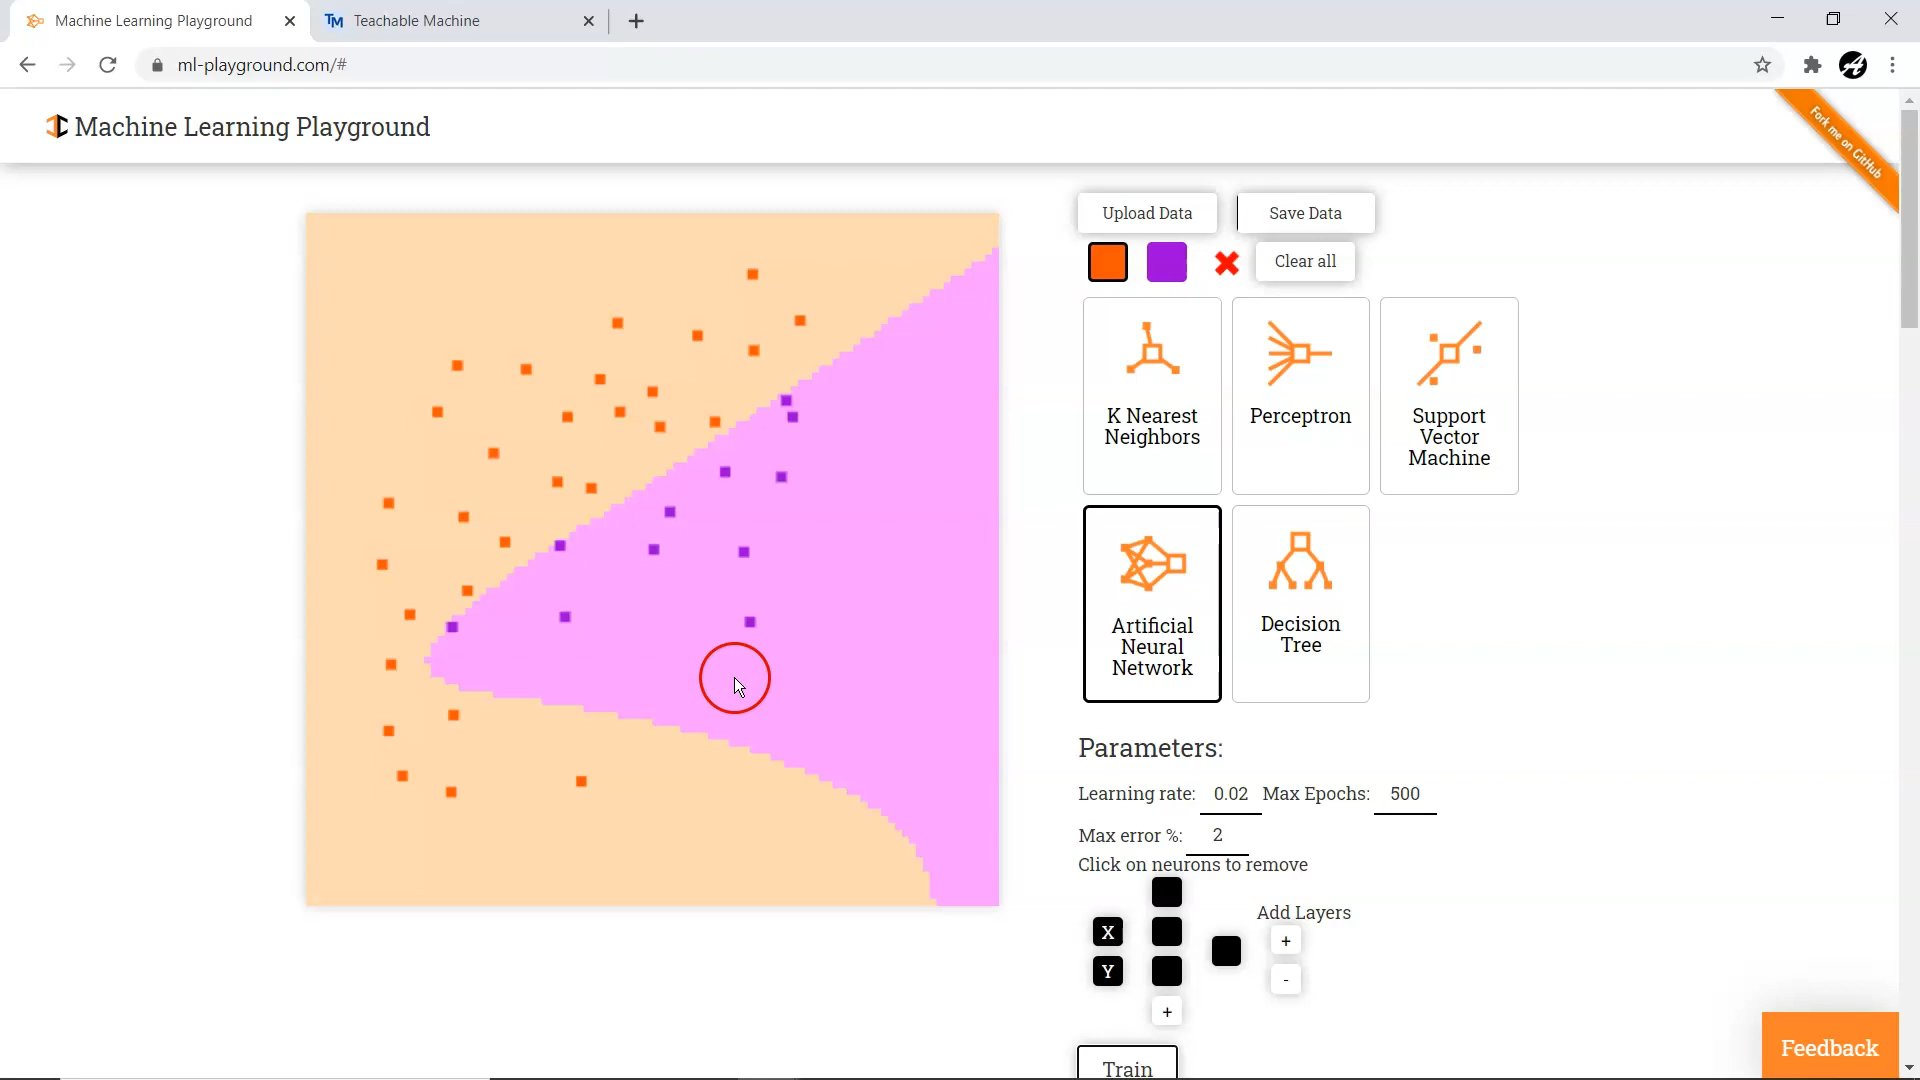 Machine Learning Playground
TM Teachable Machine
ml-playground.com/#
Machine Learning Playground
Fork me on GitHub
Upload Data
Save Data
Clear all
K Nearest
Neighbors
Perceptron
Support
Vector
Machine
Artificial
Neural
Network
Decision
Tree
Parameters:
Learning rate: 0.02 Max Epochs: 500
Max error %: 2
Click on neurons to remove
Add Layers
X
+
Y
-
+
Train
Feedback